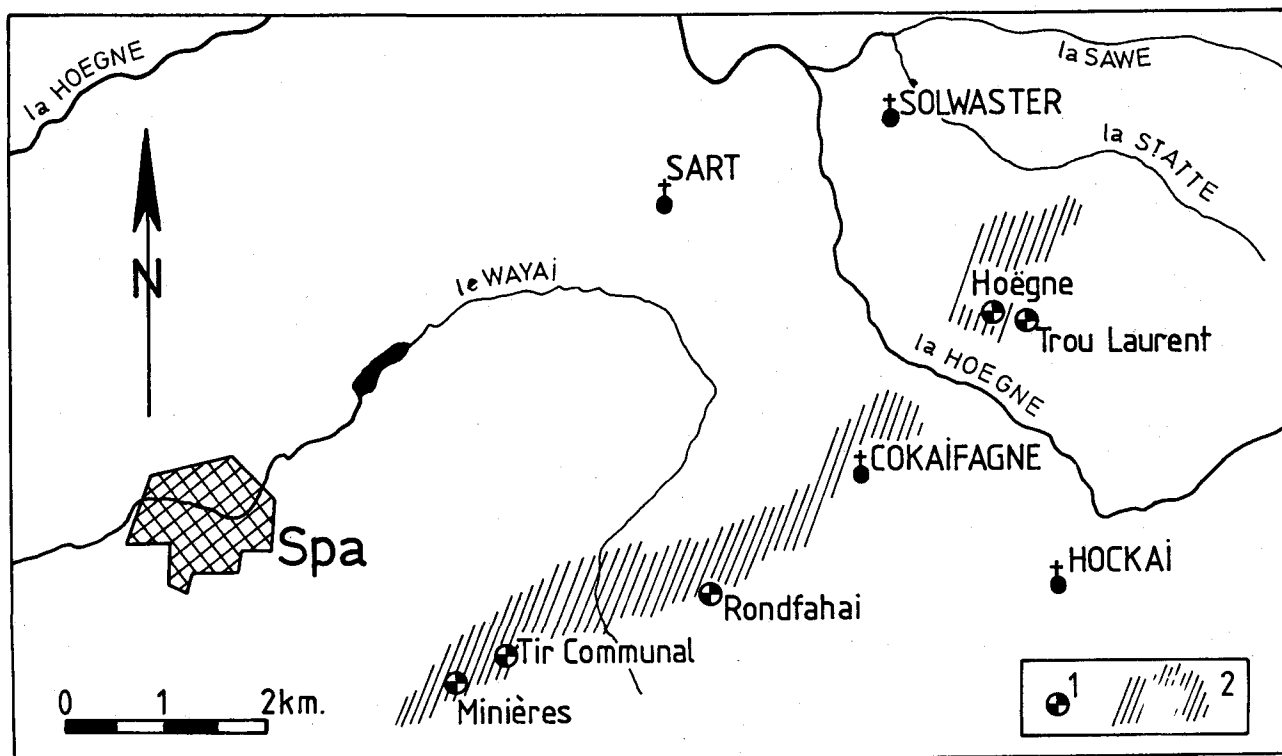 la HOEGNE
la SAWE
SOLWASTER
la STATTE
SART
N
le WAYAi
Hoëgne
Trou Laurent
la HOEGNE
COKAiFAGNE
Spa
HOCKAi
Rondfahai
Tir Communal
Minières
0 1 2km.
1 2